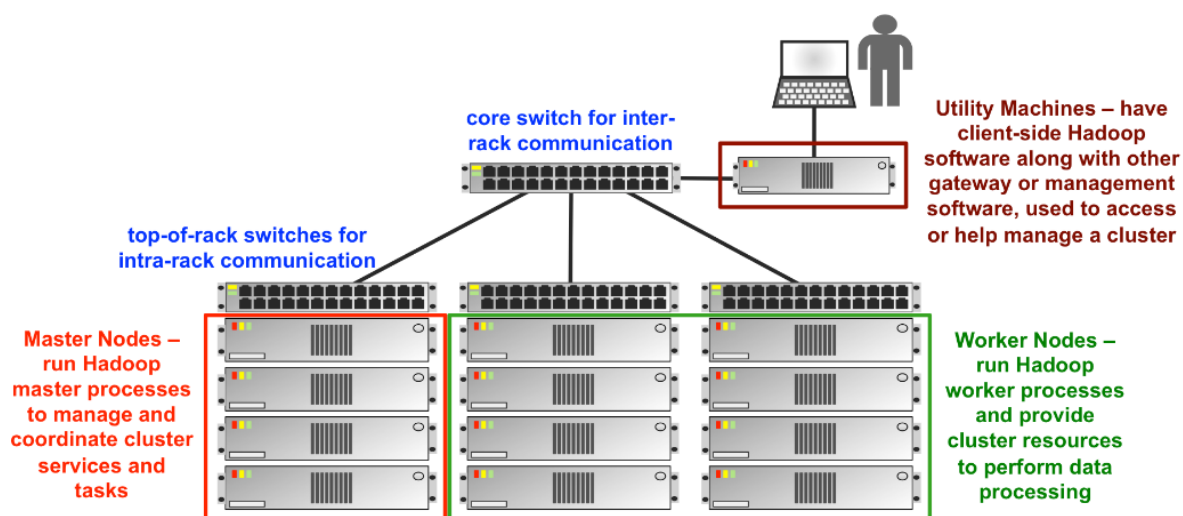 core switch for inter-
rack communication
Utility Machines – have
client-side Hadoop
software along with other
gateway or management
software, used to access
or help manage a cluster
top-of-rack switches for
intra-rack communication
Master Nodes –
run Hadoop
master processes
to manage and
coordinate cluster
services and
tasks
Worker Nodes –
run Hadoop
worker processes
and provide
cluster resources
to perform data
processing